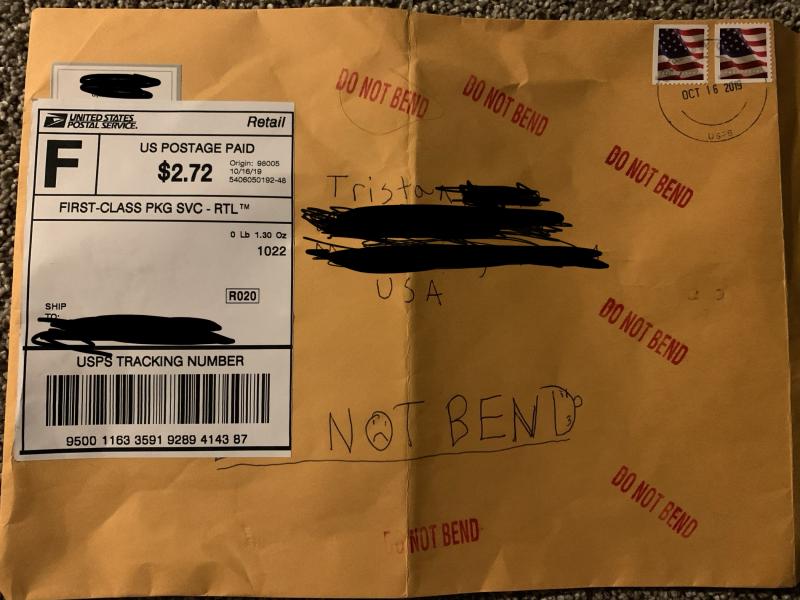 UNITED STATES
POSTAL SERVICE.
Retail
F
US POSTAGE PAID
$2.72
Origin: 98005
10/16/19
5406050192-46
FIRST-CLASS PKG SVC - RTL™
0 Lb 1.30 Oz
1022
R020
SHIP
TO:
USPS TRACKING NUMBER
9500 1163 3591 9289 4143 87
OCT 16 2019
USPS
DO NOT BEND
DO NOT BEND
DO NOT BEND
Trista
USA
DO NOT BEND
NOT BEND
DO NOT BEND
DO NOT BEND